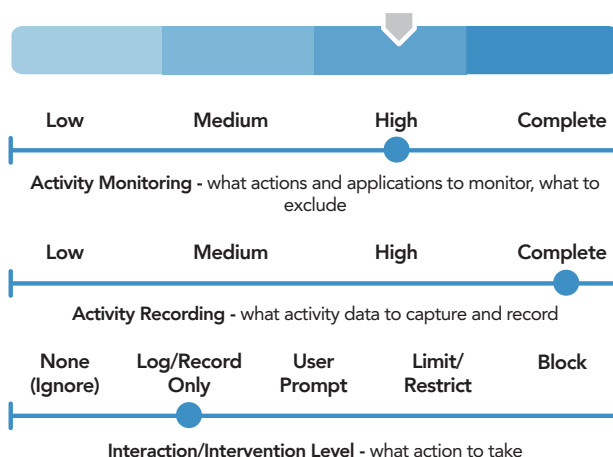 Low Medium High Complete
Activity Monitoring - what actions and applications to monitor, what to
exclude
Low Medium High Complete
Activity Recording - what activity data to capture and record
None Log/Record User Limit/ Block
(Ignore) Only Prompt Restrict
Interaction/Intervention Level - what action to take